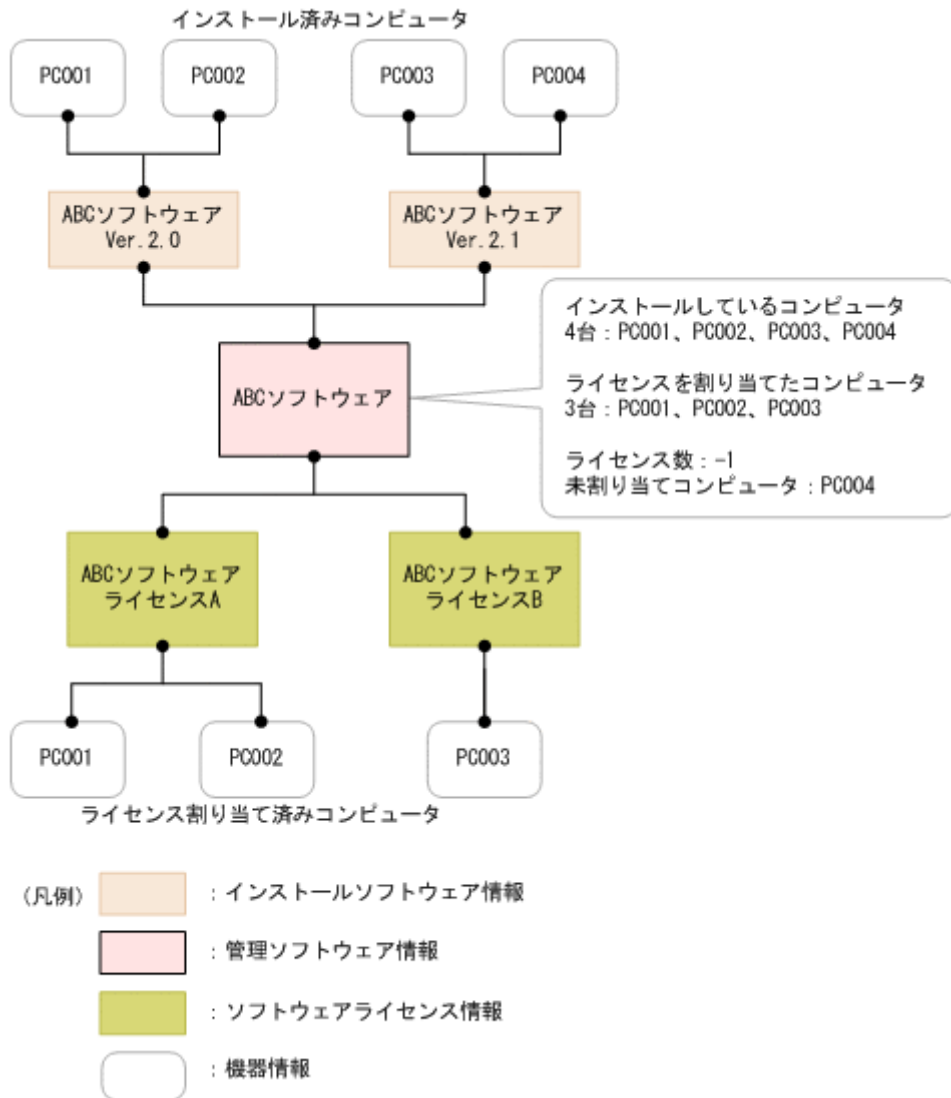 インストール済みコンピュータ
PC001
PC002
PC003
PC004
ABCソフトウェア
Ver.2.0
ABCソフトウェア
Ver.2.1
インストールしているコンピュータ
4台：PC001、PC002、PC003、PC004
ライセンスを割り当てたコンピュータ
3台：PC001、PC002、PC003
ライセンス数：-1
未割り当てコンピュータ：PC004
ABCソフトウェア
ABCソフトウェア
ライセンスA
ABCソフトウェア
ライセンスB
PC001
PC002
PC003
ライセンス割り当て済みコンピュータ
（凡例）
：インストールソフトウェア情報
：管理ソフトウェア情報
：ソフトウェアライセンス情報
：機器情報